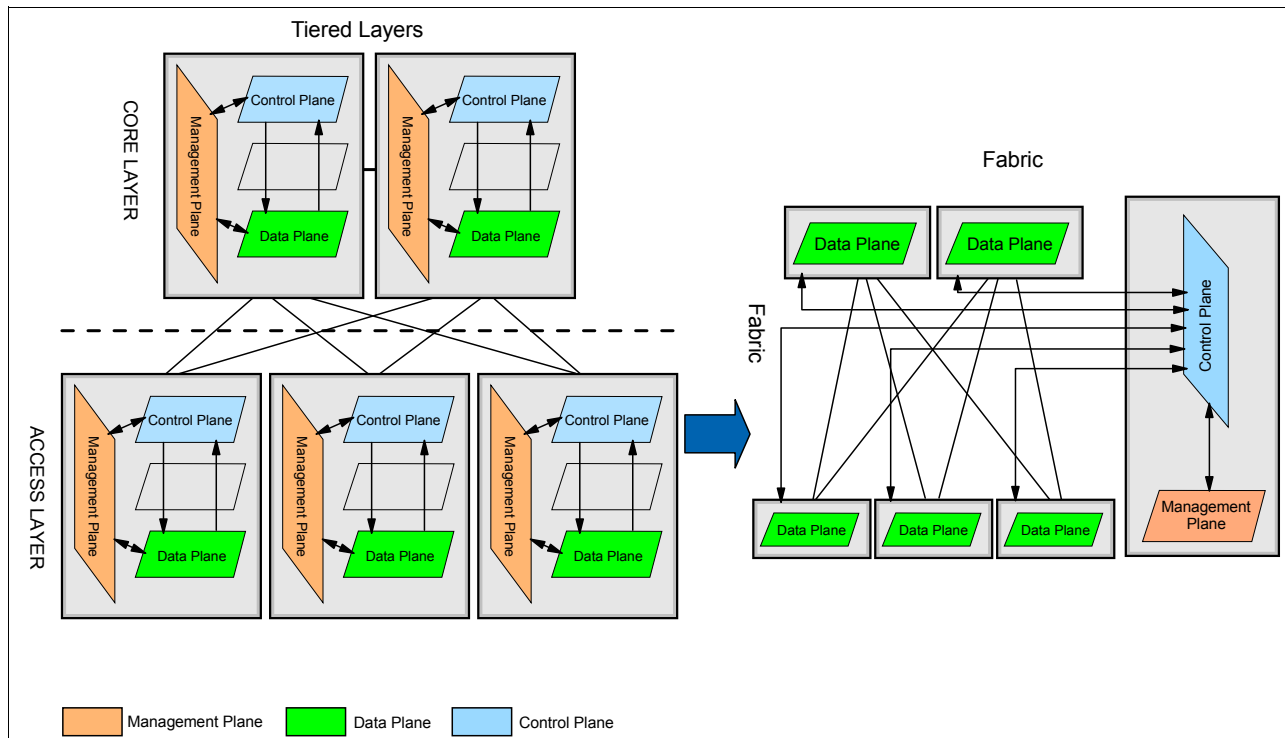 Tiered Layers
CORE LAYER
Management Plane
Control Plane
Data Plane
Management Plane
Control Plane
Data Plane
ACCESS LAYER
Management Plane
Control Plane
Data Plane
Management Plane
Control Plane
Data Plane
Management Plane
Control Plane
Data Plane
Fabric
Fabric
Data Plane
Data Plane
Data Plane
Data Plane
Data Plane
Control Plane
Management
Plane
Management Plane
Data Plane
Control Plane